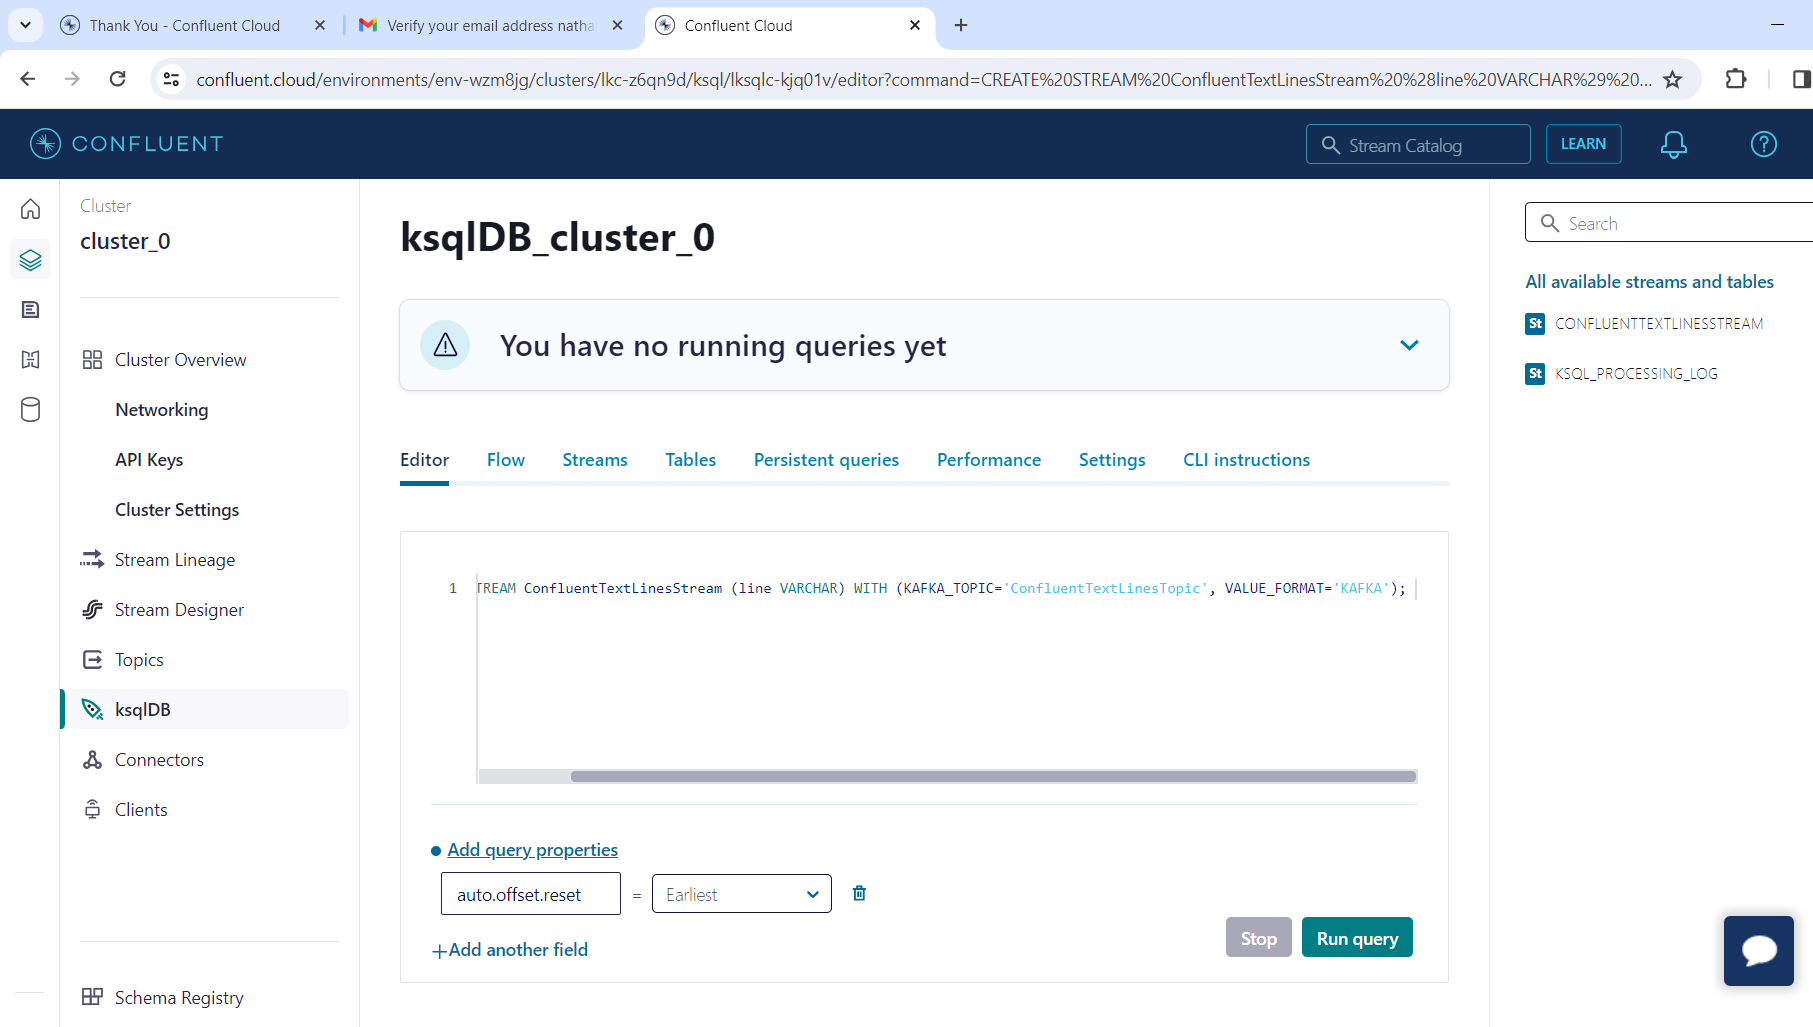 Thank You - Confluent Cloud
Verify your email address natha
Confluent Cloud
confluent.cloud/environments/env-wzm8jg/clusters/lkc-z6qn9d/ksql/lksqlc-kjq01v/editor?command=CREATE%20STREAM%20ConfluentTextLinesStream%20%28line%20VARCHAR%29%20...
CONFLUENT
Stream Catalog
LEARN
Cluster
cluster_0
Cluster Overview
Networking
API Keys
Cluster Settings
Stream Lineage
Stream Designer
Topics
ksqlDB
Connectors
Clients
Schema Registry
ksqlDB_cluster_0
You have no running queries yet
Editor Flow Streams Tables Persistent queries Performance Settings CLI instructions
1 TREAM ConfluentTextLinesStream (line VARCHAR) WITH (KAFKA_TOPIC='ConfluentTextLinesTopic', VALUE_FORMAT='KAFKA');
Add query properties
auto.offset.reset = Earliest
+Add another field
Stop
Run query
Search
All available streams and tables
St CONFLUENTTEXTLINESSTREAM
St KSQL_PROCESSING_LOG